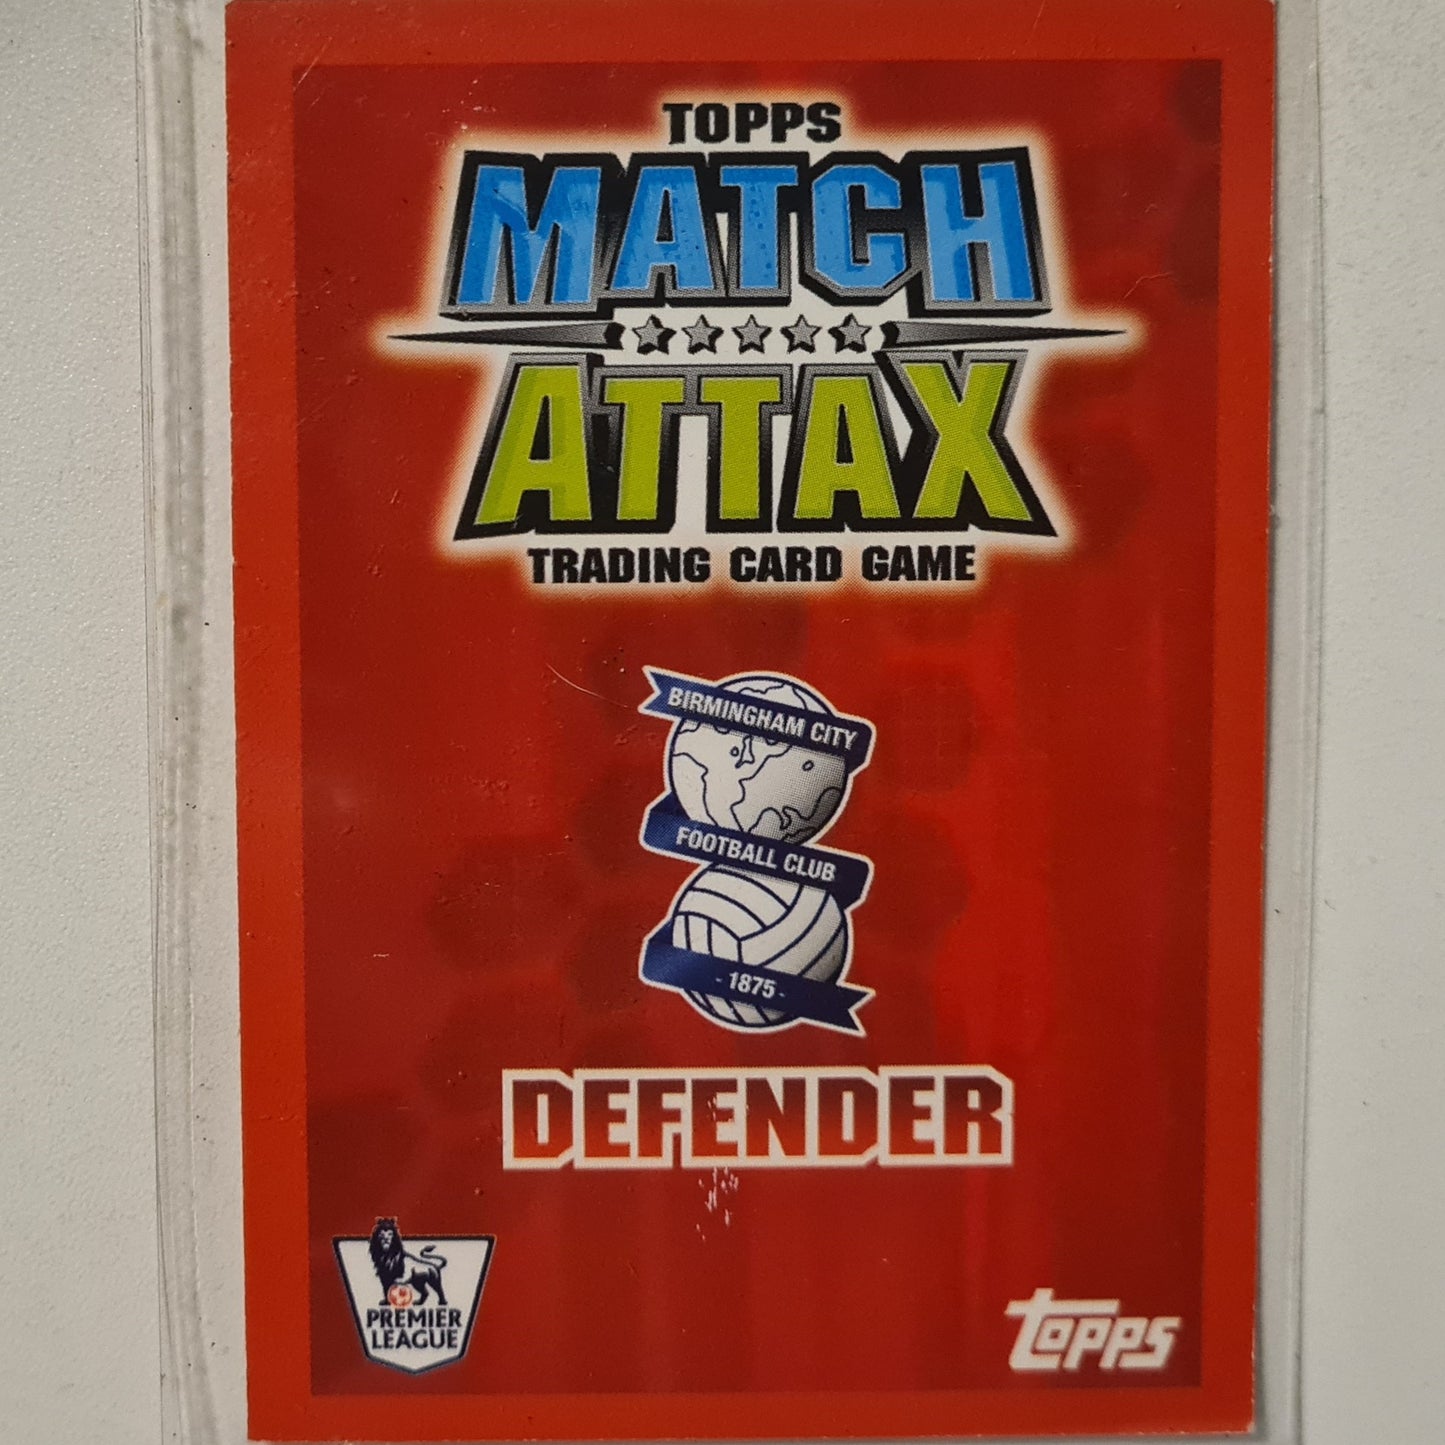 TOPPS
MATCH
ATTAX
TRADING CARD GAME
BIRMINGHAM CITY
FOOTBALL CLUB
- 1875 -
DEFENDER
PREMIER
LEAGUE
topps